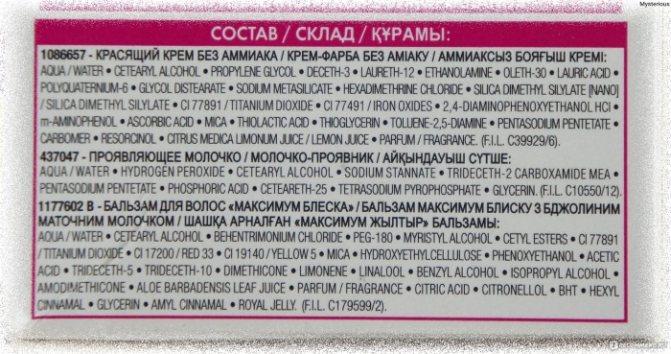 Mysterious
СОСТАВ / СКЛАД / ҚҰРАМЫ:
1086657 - КРАСЯЩИЙ КРЕМ БЕЗ АММИАКА / КРЕМ-ФАРБА БЕЗ АМІАКУ / АММИАКСЫЗ БОЯҒЫШ КРЕМІ:
AQUA / WATER • CETEARYL ALCOHOL • PROPYLENE GLYCOL • DECETH-3 • LAURETH-12 • ETHANOLAMINE • OLETH-30 • LAURIC ACID •
POLYQUATERNIUM-6 • GLYCOL DISTEARATE • SODIUM METASILICATE • HEXADIMETHRINE CHLORIDE • SILICA DIMETHYL SILYLATE [NANO]
/ SILICA DIMETHYL SILYLATE • CI 77891 / TITANIUM DIOXIDE • CI 77491 / IRON OXIDES • 2,4-DIAMINOPHENOXYETHANOL HCl •
m-AMINOPHENOL • ASCORBIC ACID • MICA • THIOLACTIC ACID • THIOGLYCERIN • TOLUENE-2,5-DIAMINE • PENTASODIUM PENTETATE •
CARBOMER • RESORCINOL • CITRUS MEDICA LIMONUM JUICE / LEMON JUICE • PARFUM / FRAGRANCE. (F.I.L. C39929/6).
437047 - ПРОЯВЛЯЮЩЕЕ МОЛОЧКО / МОЛОЧКО-ПРОЯВНИК / АЙҚЫНДАУЫШ СҮТШЕ:
AQUA / WATER • HYDROGEN PEROXIDE • CETEARYL ALCOHOL • SODIUM STANNATE • TRIDECETH-2 CARBOXAMIDE MEA •
PENTASODIUM PENTETATE • PHOSPHORIC ACID • CETEARETH-25 • TETRASODIUM PYROPHOSPHATE • GLYCERIN. (F.I.L. C10550/12).
1177602 B - БАЛЬЗАМ ДЛЯ ВОЛОС «МАКСИМУМ БЛЕСКА» / БАЛЬЗАМ МАКСИМУМ БЛИСКУ З БДЖОЛИНИМ
МАТОЧНИМ МОЛОЧКОМ / ШАШҚА АРНАЛҒАН «МАКСИМУМ ЖЫЛТЫР» БАЛЬЗАМЫ:
AQUA / WATER • CETEARYL ALCOHOL • BEHENTRIMONIUM CHLORIDE • PEG-180 • MYRISTYL ALCOHOL • CETYL ESTERS • CI 77891
/ TITANIUM DIOXIDE • CI 17200 / RED 33 • CI 19140 / YELLOW 5 • MICA • HYDROXYETHYLCELLULOSE • PHENOXYETHANOL • ACETIC
ACID • TRIDECETH-5 • TRIDECETH-10 • DIMETHICONE • LIMONENE • LINALOOL • BENZYL ALCOHOL • ISOPROPYL ALCOHOL •
AMODIMETHICONE • ALOE BARBADENSIS LEAF JUICE • PARFUM / FRAGRANCE • CITRIC ACID • CITRONELLOL • BHT • HEXYL
CINNAMAL • GLYCERIN • AMYL CINNAMAL • ROYAL JELLY. (F.I.L. C179599/2).